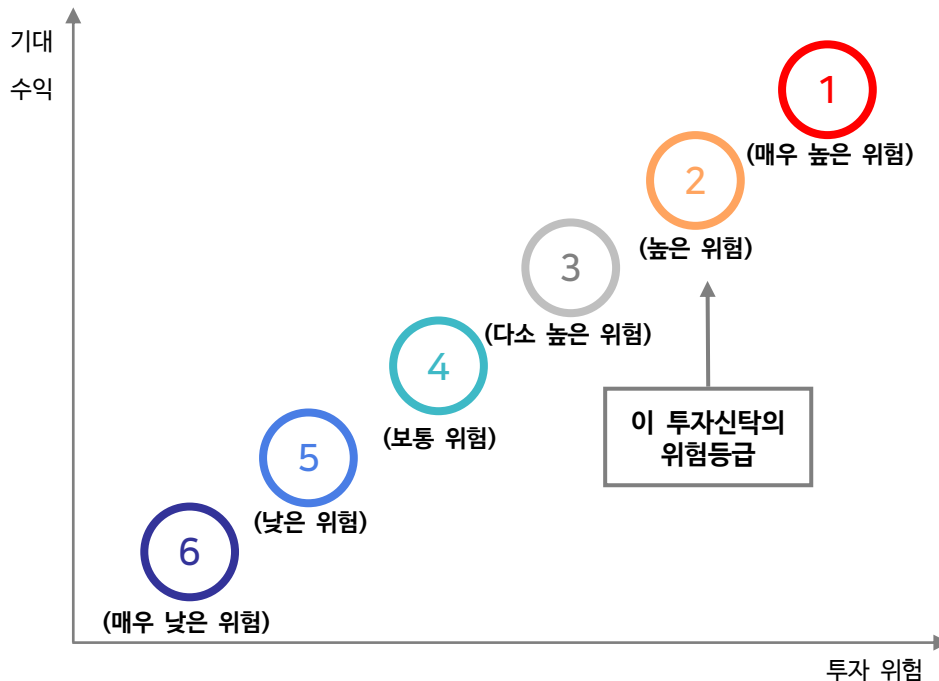 기대
수익
1
(매우 높은 위험)
2
(높은 위험)
3
(다소 높은 위험)
4
(보통 위험)
이 투자신탁의
위험등급
5
(낮은 위험)
6
(매우 낮은 위험)
투자 위험